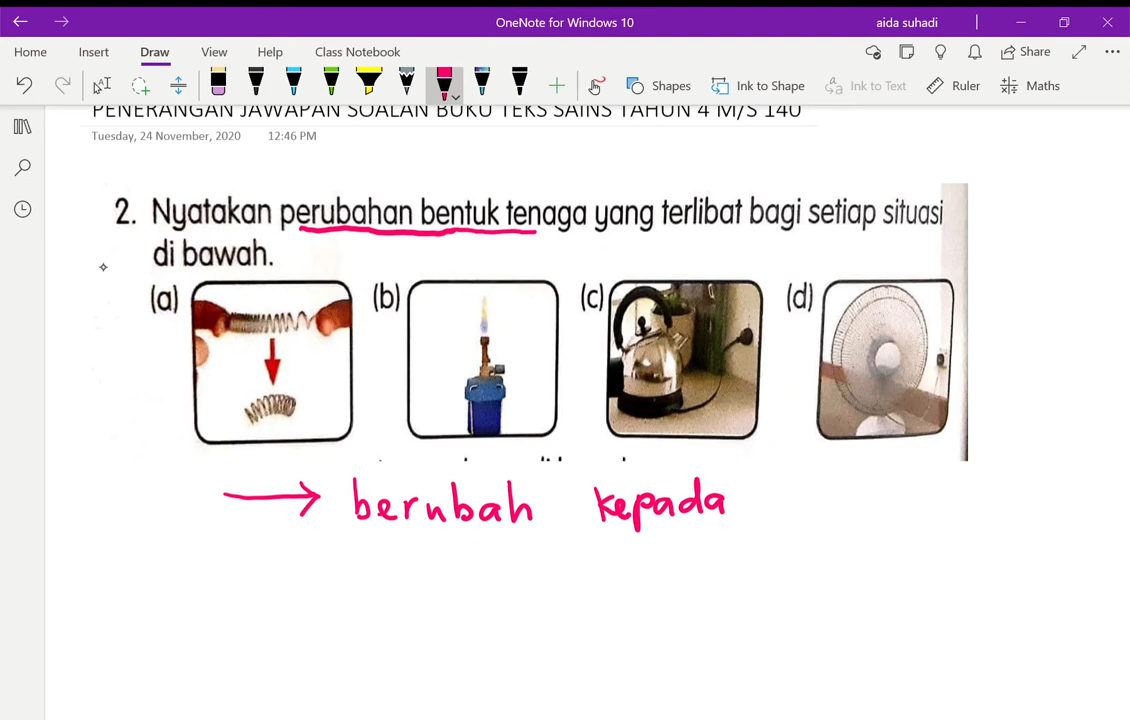 OneNote for Windows 10
aida suhadi
Home Insert Draw View Help Class Notebook
Share
Shapes Ink to Shape Ink to Text Ruler Maths
PENERANGAN JAWAPAN SOALAN BUKU TEKS SAINS TAHUN 4 M/S 140
Tuesday, 24 November, 2020 12:46 PM
2. Nyatakan perubahan bentuk tenaga yang terlibat bagi setiap situasi
di bawah.
(a) (b) (c) (d)
→ berubah kepada